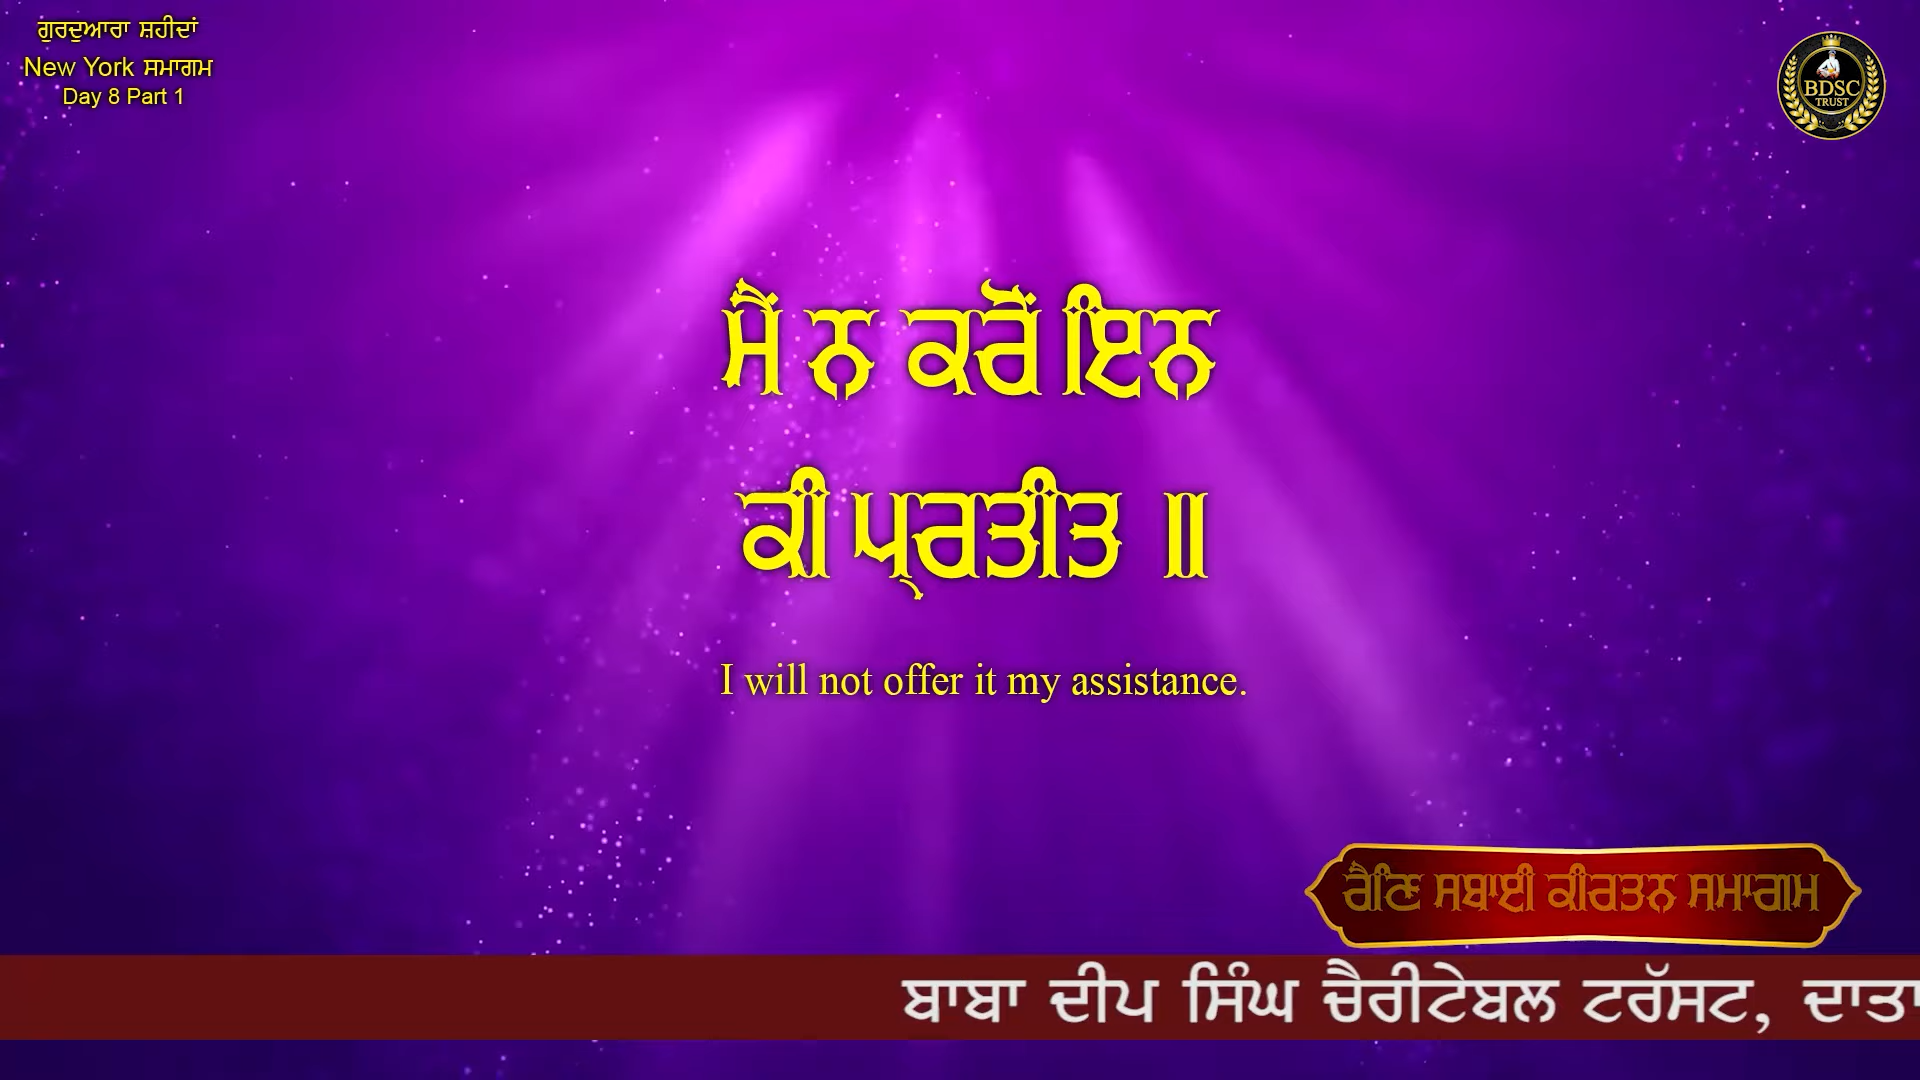 ਗੁਰਦੁਆਰਾ ਸ਼ਹੀਦਾਂ
New York ਸਮਾਗਮ
Day 8 Part 1
BDSC
TRUST
ਮੈਂ ਨ ਕਰੋਂ ਇਨ
ਕੀ ਪ੍ਰਤੀਤ ॥
I will not offer it my assistance.
ਰੈਣਿ ਸਬਾਈ ਕੀਰਤਨ ਸਮਾਗਮ
ਬਾਬਾ ਦੀਪ ਸਿੰਘ ਚੈਰੀਟੇਬਲ ਟਰੱਸਟ, ਦਾਤਾ